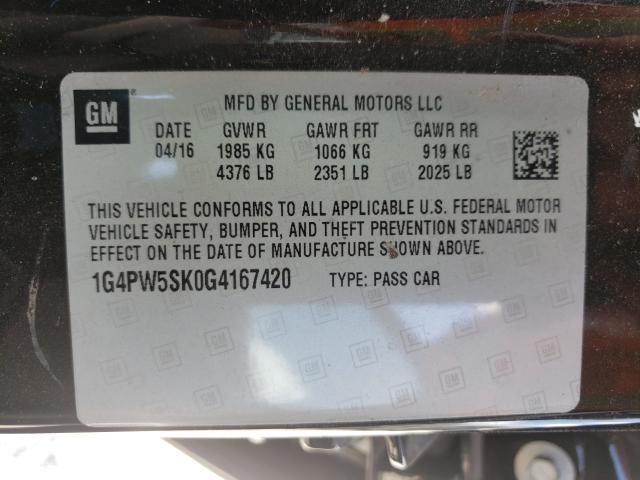 GM
MFD BY GENERAL MOTORS LLC
DATE GVWR GAWR FRT GAWR RR
04/16 1985 KG 1066 KG 919 KG
4376 LB 2351 LB 2025 LB
THIS VEHICLE CONFORMS TO ALL APPLICABLE U.S. FEDERAL MOTOR
VEHICLE SAFETY, BUMPER, AND THEFT PREVENTION STANDARDS IN
EFFECT ON THE DATE OF MANUFACTURE SHOWN ABOVE.
1G4PW5SK0G4167420 TYPE: PASS CAR